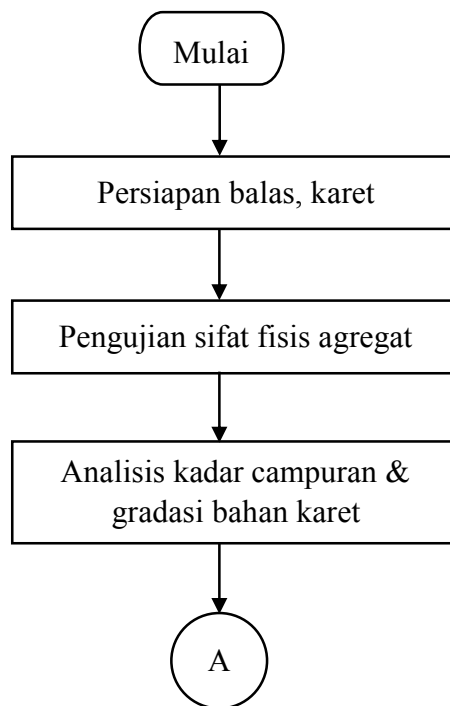 Mulai
Persiapan balas, karet
Pengujian sifat fisis agregat
Analisis kadar campuran &
gradasi bahan karet
A